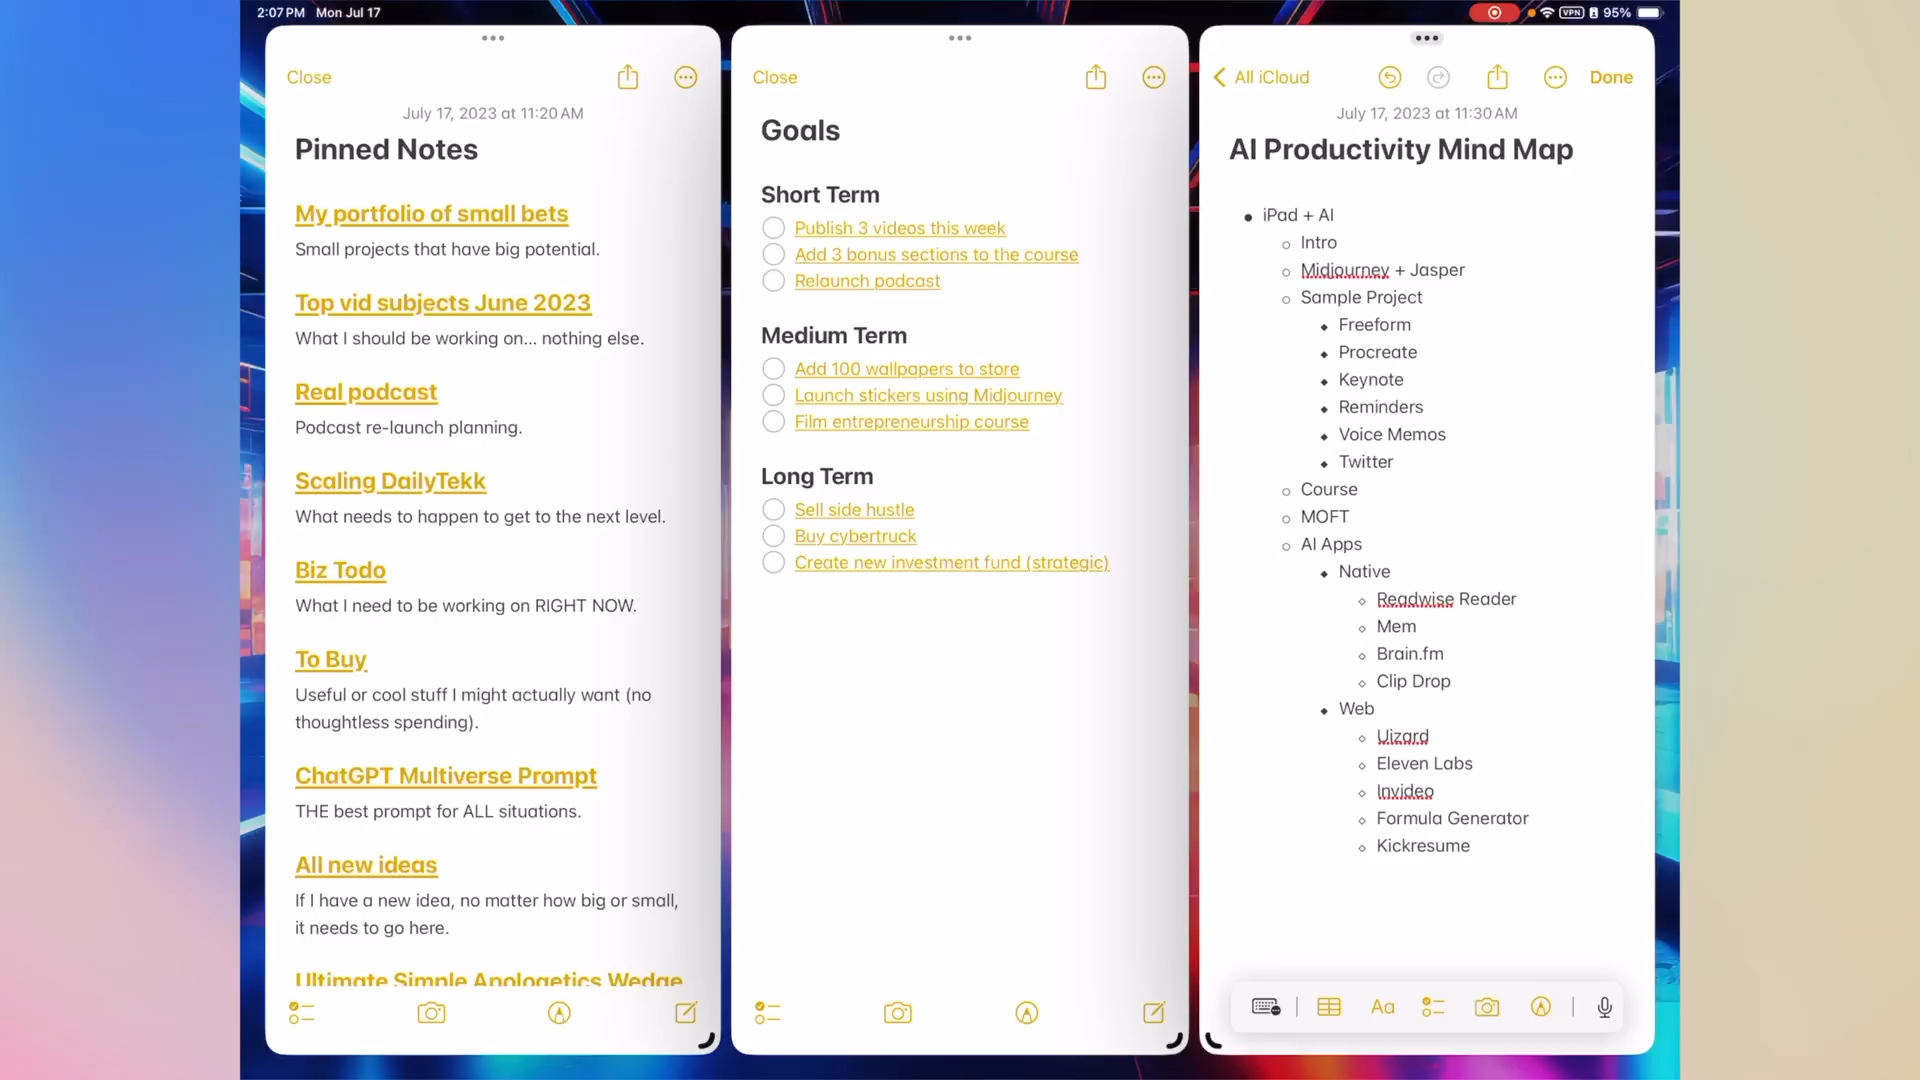 2:07 PM Mon Jul 17
VPN 95%
Close
July 17, 2023 at 11:20 AM
Pinned Notes
My portfolio of small bets
Small projects that have big potential.
Top vid subjects June 2023
What I should be working on... nothing else.
Real podcast
Podcast re-launch planning.
Scaling DailyTekk
What needs to happen to get to the next level.
Biz Todo
What I need to be working on RIGHT NOW.
To Buy
Useful or cool stuff I might actually want (no
thoughtless spending).
ChatGPT Multiverse Prompt
THE best prompt for ALL situations.
All new ideas
If I have a new idea, no matter how big or small,
it needs to go here.
Ultimate Simple Apologetics Wedge
Close
Goals
Short Term
Publish 3 videos this week
Add 3 bonus sections to the course
Relaunch podcast
Medium Term
Add 100 wallpapers to store
Launch stickers using Midjourney
Film entrepreneurship course
Long Term
Sell side hustle
Buy cybertruck
Create new investment fund (strategic)
All iCloud
Done
July 17, 2023 at 11:30 AM
AI Productivity Mind Map
iPad + AI
Intro
Midjourney + Jasper
Sample Project
Freeform
Procreate
Keynote
Reminders
Voice Memos
Twitter
Course
MOFT
AI Apps
Native
Readwise Reader
Mem
Brain.fm
Clip Drop
Web
Uizard
Eleven Labs
Invideo
Formula Generator
Kickresume
Aa